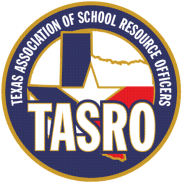 TEXAS ASSOCIATION OF SCHOOL RESOURCE OFFICERS
TASRO